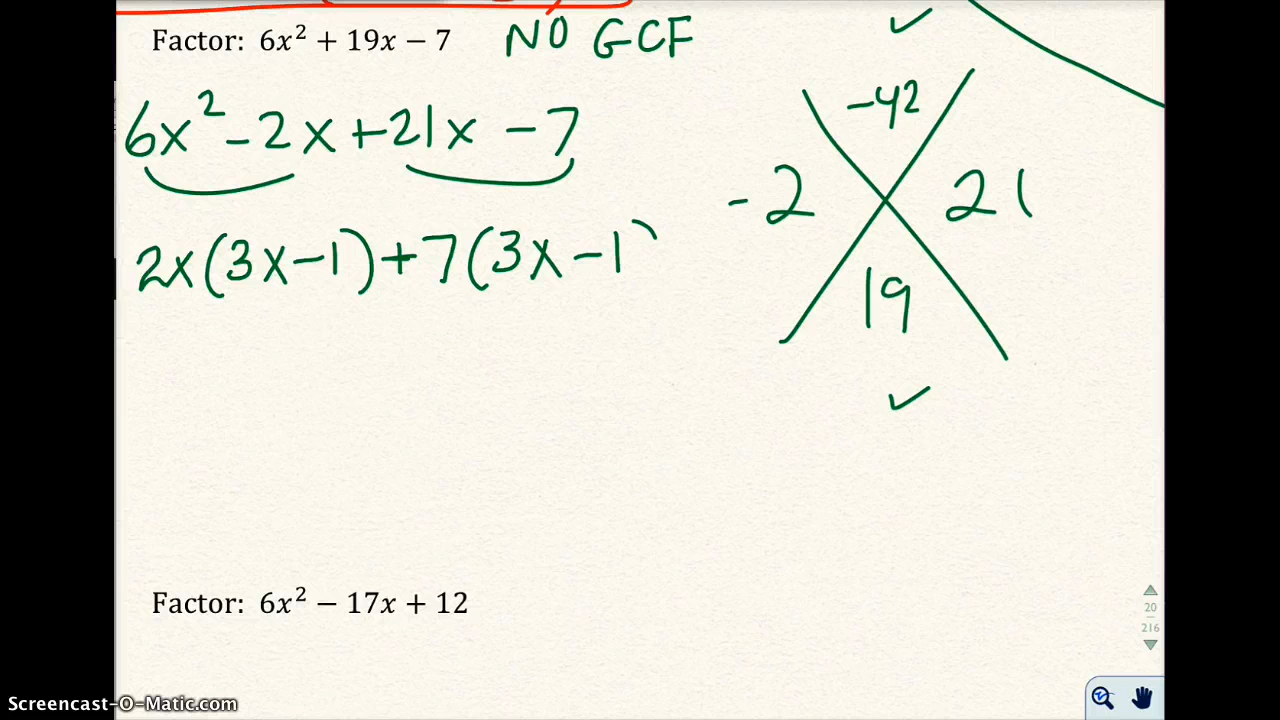 Factor: 6x² + 19x − 7 NO GCF
6x² - 2x + 21x - 7
2x(3x-1) + 7(3x-1)
-42
-2 21
19
Factor: 6x² − 17x + 12
20
216
Screencast-O-Matic.com